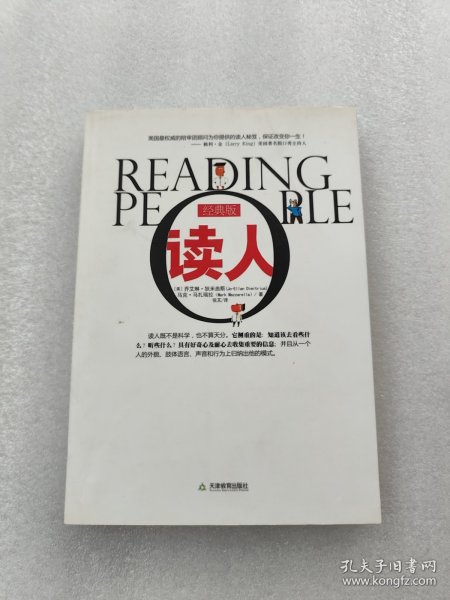 美国最权威的陪审团顾问为你提供的读人秘笈，保证改变你一生！
—— 赖利·金（Larry King）美国著名脱口秀主持人
READING
PEOPLE
经典版
读人
[美] 乔艾琳·狄米曲斯(Jo-Ellan Dimitrius)
马克·马扎瑞拉(Mark Mazzarella) / 著
读人既不是科学，也不算天分。它侧重的是：知道该去看些什
么？听些什么？具有好奇心及耐心去收集重要的信息；并且从一个
人的外貌、肢体语言、声音和行为上归纳出他的模式。
天津教育出版社
孔夫子旧书网
www.kongfz.com